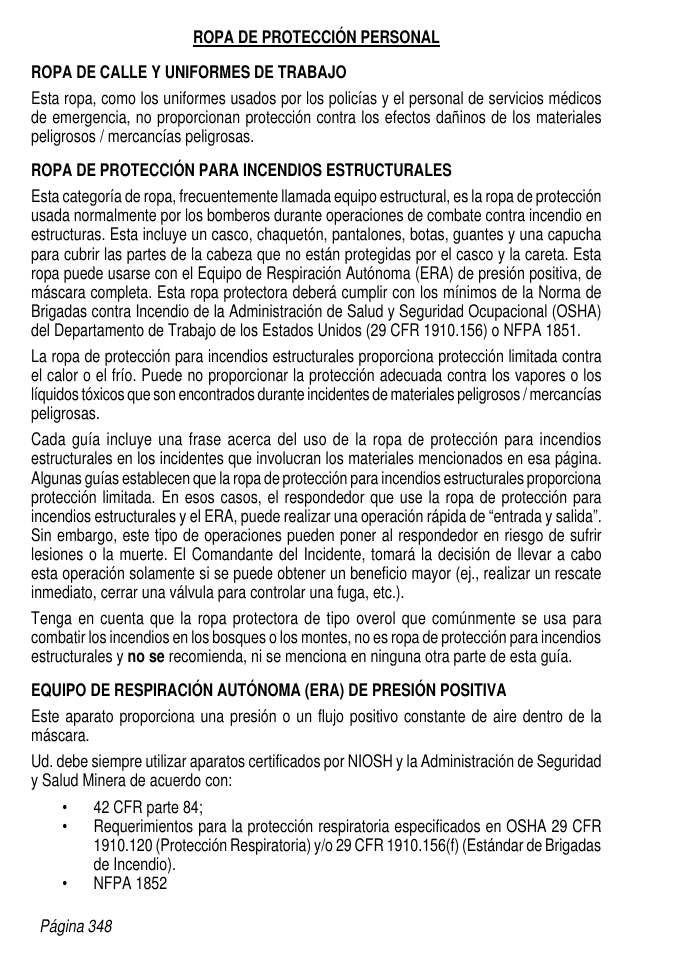 ROPA DE PROTECCIÓN PERSONAL
ROPA DE CALLE Y UNIFORMES DE TRABAJO
Esta ropa, como los uniformes usados por los policías y el personal de servicios médicos
de emergencia, no proporcionan protección contra los efectos dañinos de los materiales
peligrosos / mercancías peligrosas.
ROPA DE PROTECCIÓN PARA INCENDIOS ESTRUCTURALES
Esta categoría de ropa, frecuentemente llamada equipo estructural, es la ropa de protección
usada normalmente por los bomberos durante operaciones de combate contra incendio en
estructuras. Esta incluye un casco, chaquetón, pantalones, botas, guantes y una capucha
para cubrir las partes de la cabeza que no están protegidas por el casco y la careta. Esta
ropa puede usarse con el Equipo de Respiración Autónoma (ERA) de presión positiva, de
máscara completa. Esta ropa protectora deberá cumplir con los mínimos de la Norma de
Brigadas contra Incendio de la Administración de Salud y Seguridad Ocupacional (OSHA)
del Departamento de Trabajo de los Estados Unidos (29 CFR 1910.156) o NFPA 1851.
La ropa de protección para incendios estructurales proporciona protección limitada contra
el calor o el frío. Puede no proporcionar la protección adecuada contra los vapores o los
líquidos tóxicos que son encontrados durante incidentes de materiales peligrosos / mercancías
peligrosas.
Cada guía incluye una frase acerca del uso de la ropa de protección para incendios
estructurales en los incidentes que involucran los materiales mencionados en esa página.
Algunas guías establecen que la ropa de protección para incendios estructurales proporciona
protección limitada. En esos casos, el respondedor que use la ropa de protección para
incendios estructurales y el ERA, puede realizar una operación rápida de “entrada y salida”.
Sin embargo, este tipo de operaciones pueden poner al respondedor en riesgo de sufrir
lesiones o la muerte. El Comandante del Incidente, tomará la decisión de llevar a cabo
esta operación solamente si se puede obtener un beneficio mayor (ej., realizar un rescate
inmediato, cerrar una válvula para controlar una fuga, etc.).
Tenga en cuenta que la ropa protectora de tipo overol que comúnmente se usa para
combatir los incendios en los bosques o los montes, no es ropa de protección para incendios
estructurales y no se recomienda, ni se menciona en ninguna otra parte de esta guía.
EQUIPO DE RESPIRACIÓN AUTÓNOMA (ERA) DE PRESIÓN POSITIVA
Este aparato proporciona una presión o un flujo positivo constante de aire dentro de la
máscara.
Ud. debe siempre utilizar aparatos certificados por NIOSH y la Administración de Seguridad
y Salud Minera de acuerdo con:
• 42 CFR parte 84;
• Requerimientos para la protección respiratoria especificados en OSHA 29 CFR
1910.120 (Protección Respiratoria) y/o 29 CFR 1910.156(f) (Estándar de Brigadas
de Incendio).
• NFPA 1852
Página 348